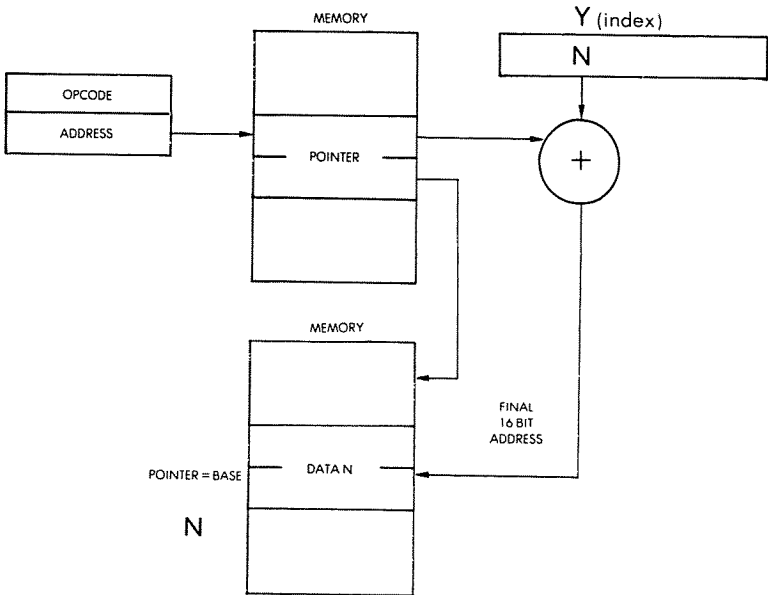 MEMORY
Y (index)
N
OPCODE
ADDRESS
POINTER
+
MEMORY
FINAL
16 BIT
ADDRESS
POINTER = BASE
DATA N
N